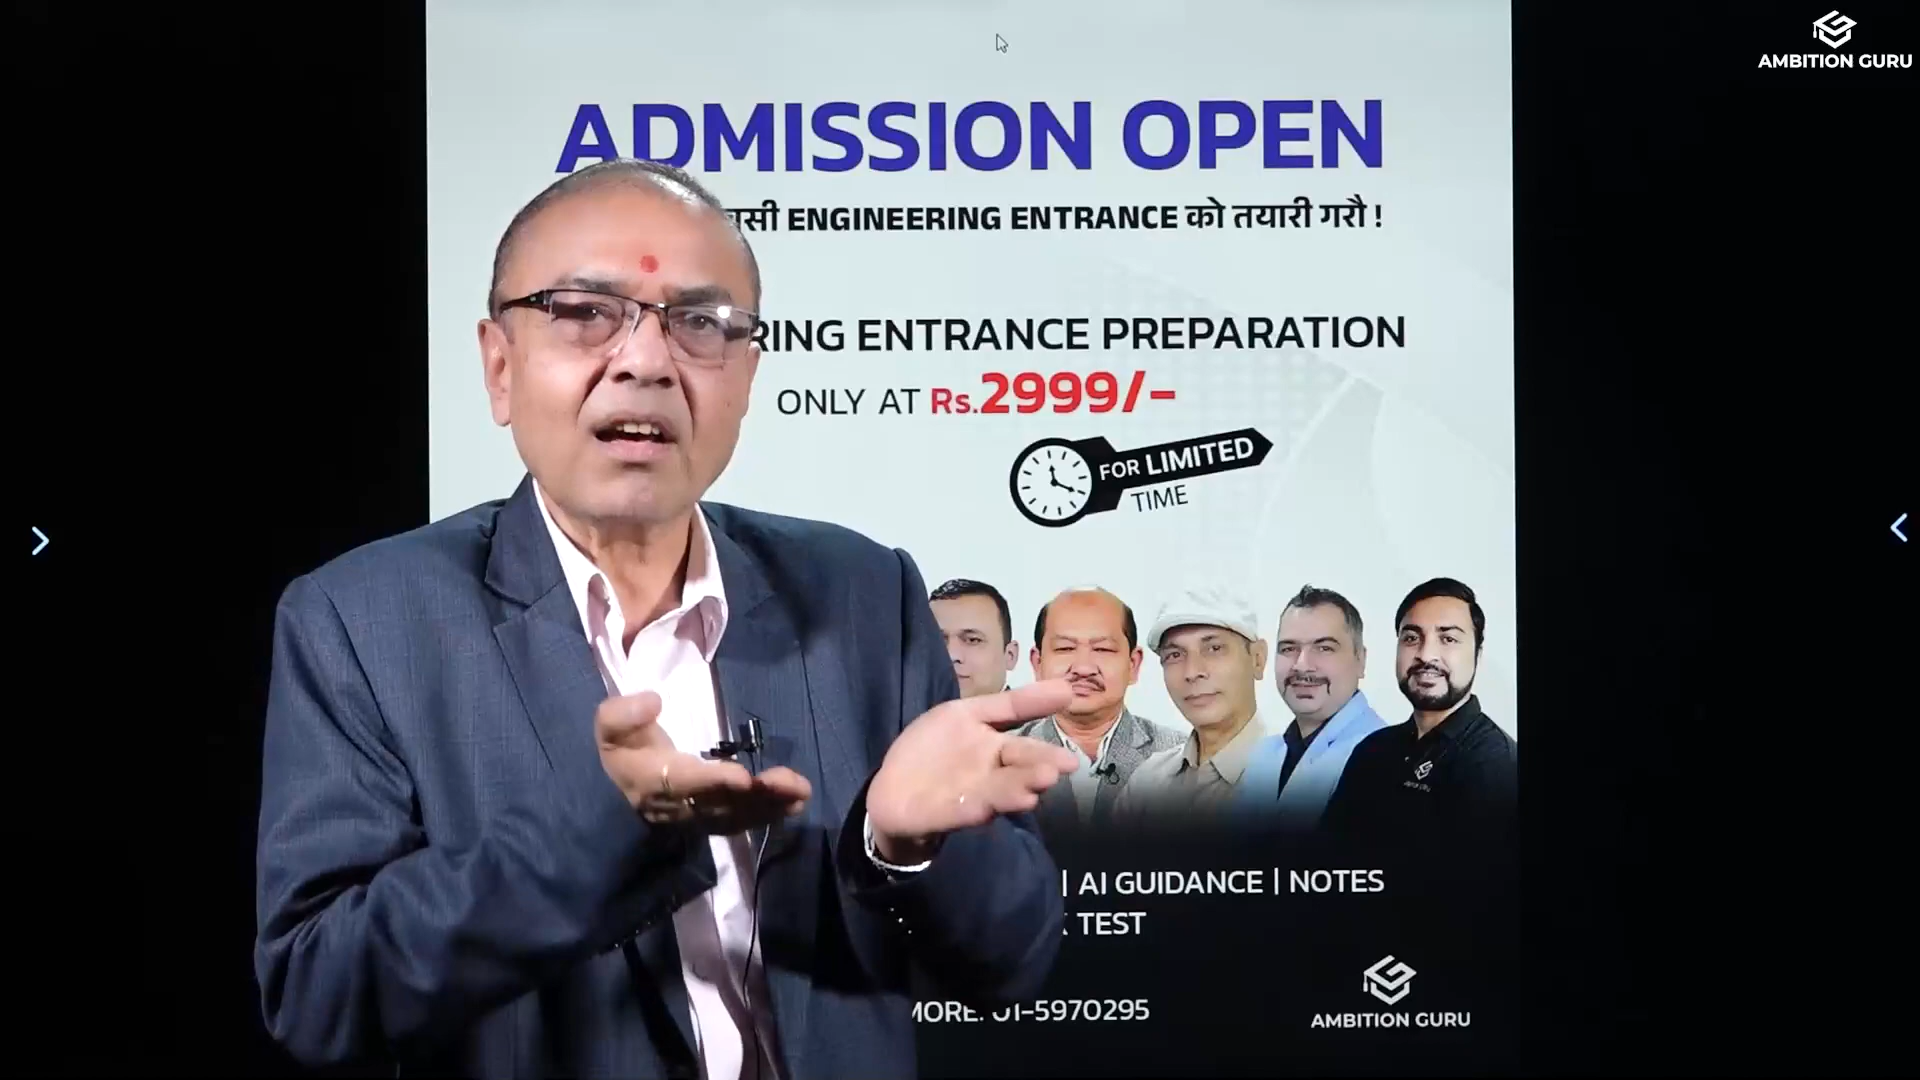 AMBITION GURU
ADMISSION OPEN
ENGINEERING ENTRANCE को तयारी गरौ !
ENTRANCE PREPARATION
ONLY AT Rs.2999/-
FOR LIMITED
TIME
| AI GUIDANCE | NOTES
TEST
01-5970295
AMBITION GURU